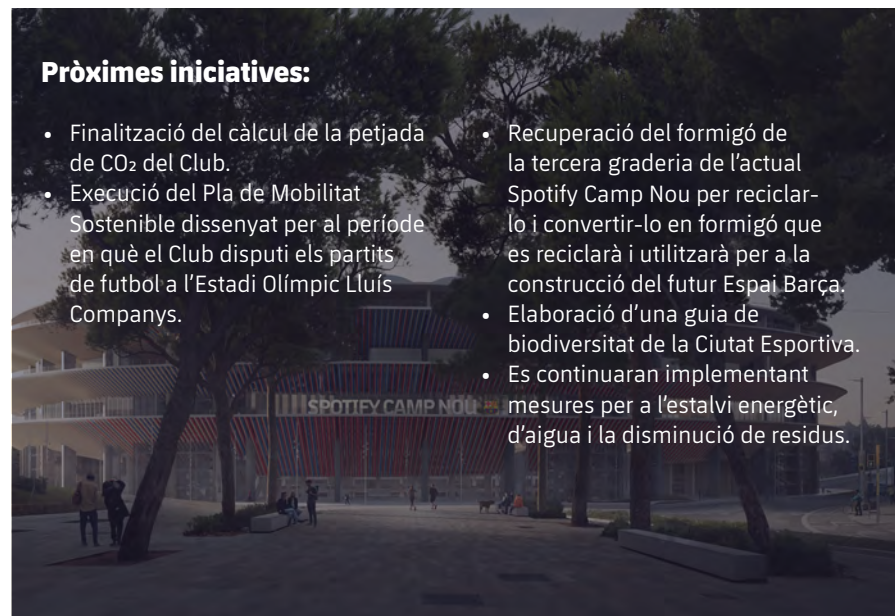 Pròximes iniciatives:
• Finalització del càlcul de la petjada
de CO₂ del Club.
• Execució del Pla de Mobilitat
Sostenible dissenyat per al període
en què el Club disputi els partits
de futbol a l’Estadi Olímpic Lluís
Companys.
• Recuperació del formigó de
la tercera graderia de l’actual
Spotify Camp Nou per reciclar-
lo i convertir-lo en formigó que
es reciclarà i utilitzarà per a la
construcció del futur Espai Barça.
• Elaboració d’una guia de
biodiversitat de la Ciutat Esportiva.
• Es continuaran implementant
mesures per a l’estalvi energètic,
d’aigua i la disminució de residus.
SPOTIFY CAMP NOU